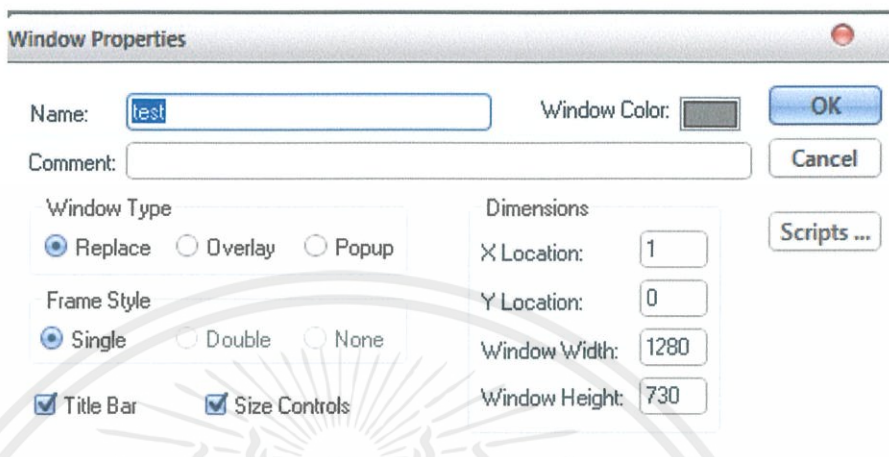 Window Properties
Name: test Window Color: OK
Comment: Cancel
Window Type Dimensions Scripts ...
Replace Overlay Popup X Location: 1
Frame Style Y Location: 0
Single Double None Window Width: 1280
Title Bar Size Controls Window Height: 730